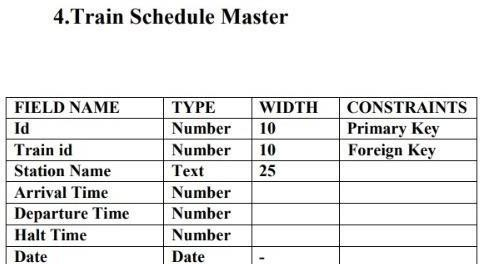 4.Train Schedule Master
FIELD NAME TYPE WIDTH CONSTRAINTS
Id Number 10 Primary Key
Train id Number 10 Foreign Key
Station Name Text 25
Arrival Time Number
Departure Time Number
Halt Time Number
Date Date -